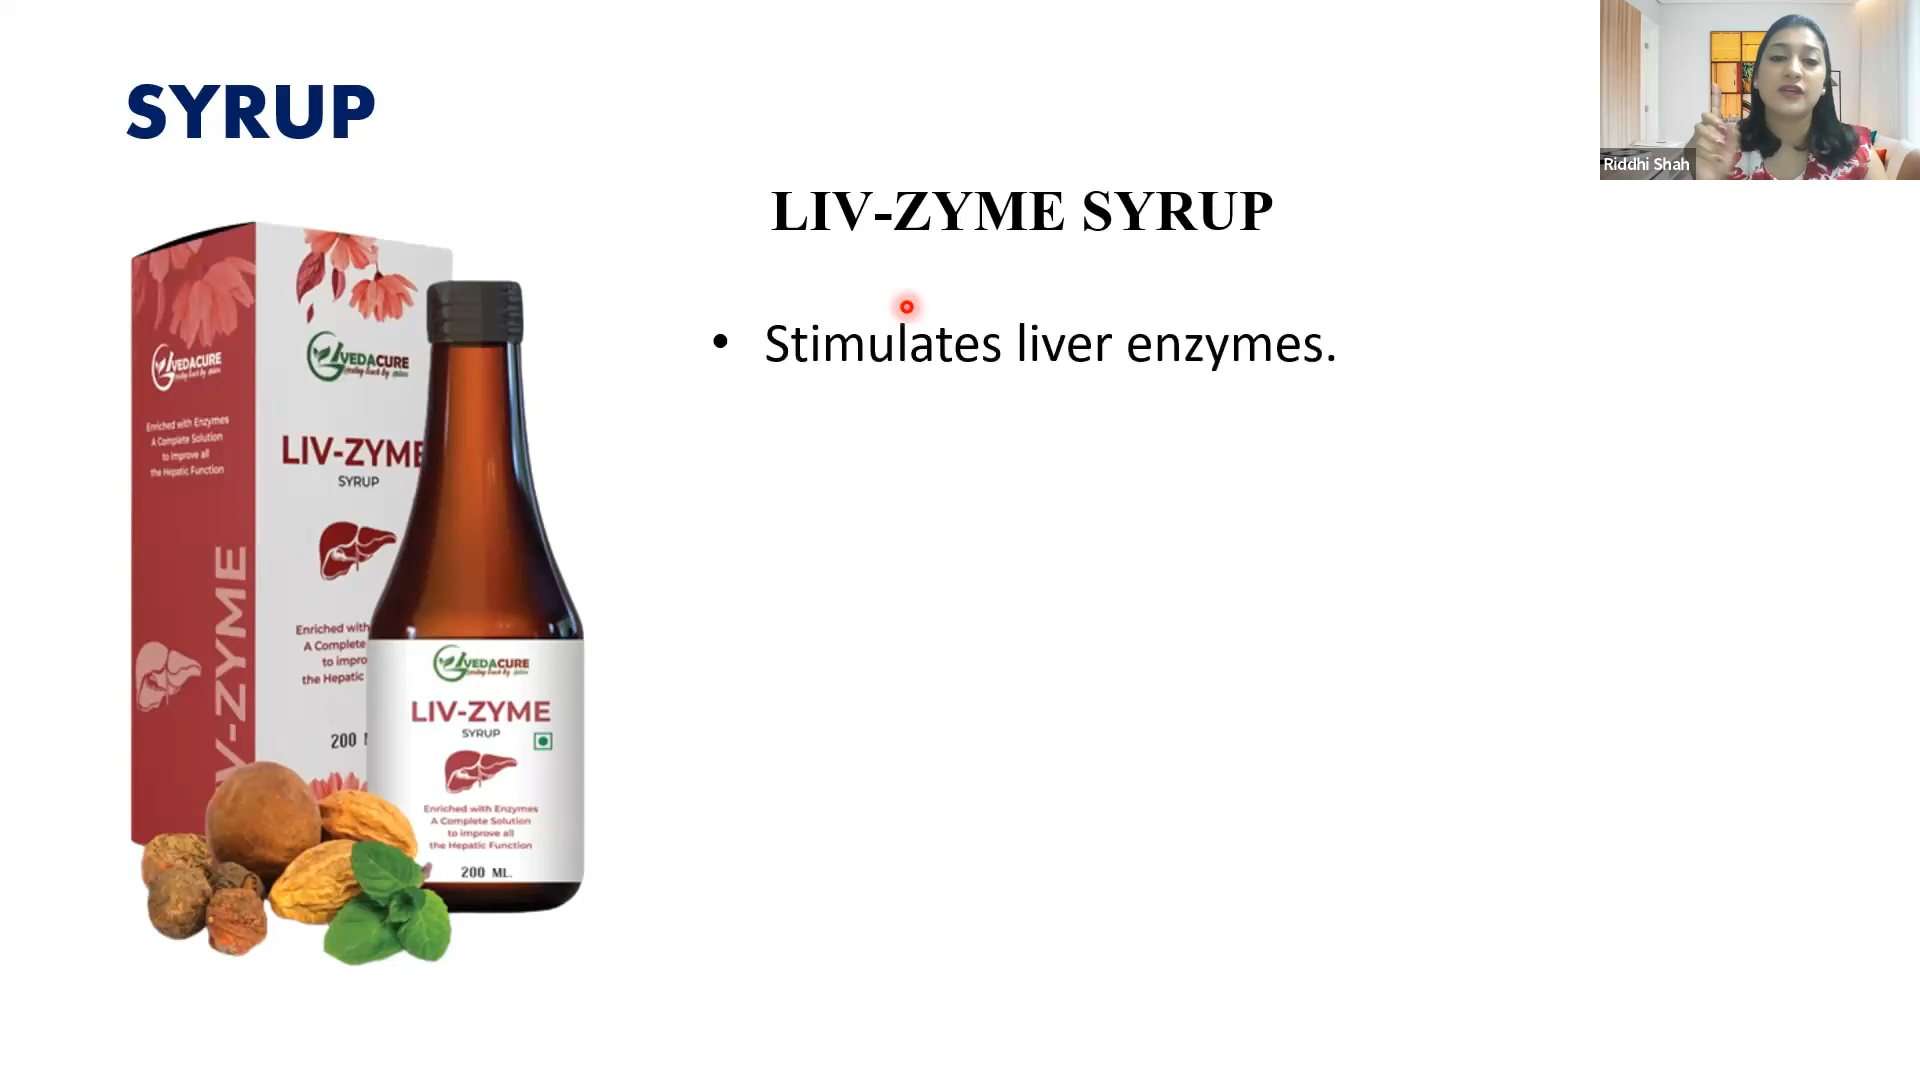 SYRUP
Riddhi Shah
LIV-ZYME SYRUP
• Stimulates liver enzymes.
VEDACURE
Enriched with Enzymes
A Complete Solution
to improve all
the Hepatic Function
LIV-ZYME
VEDACURE
LIV-ZYME
SYRUP
Enriched with
A Complete
to impro
the Hepatic
200
VEDACURE
LIV-ZYME
SYRUP
Enriched with Enzymes
A Complete Solution
to improve all
the Hepatic Function
200 ML.